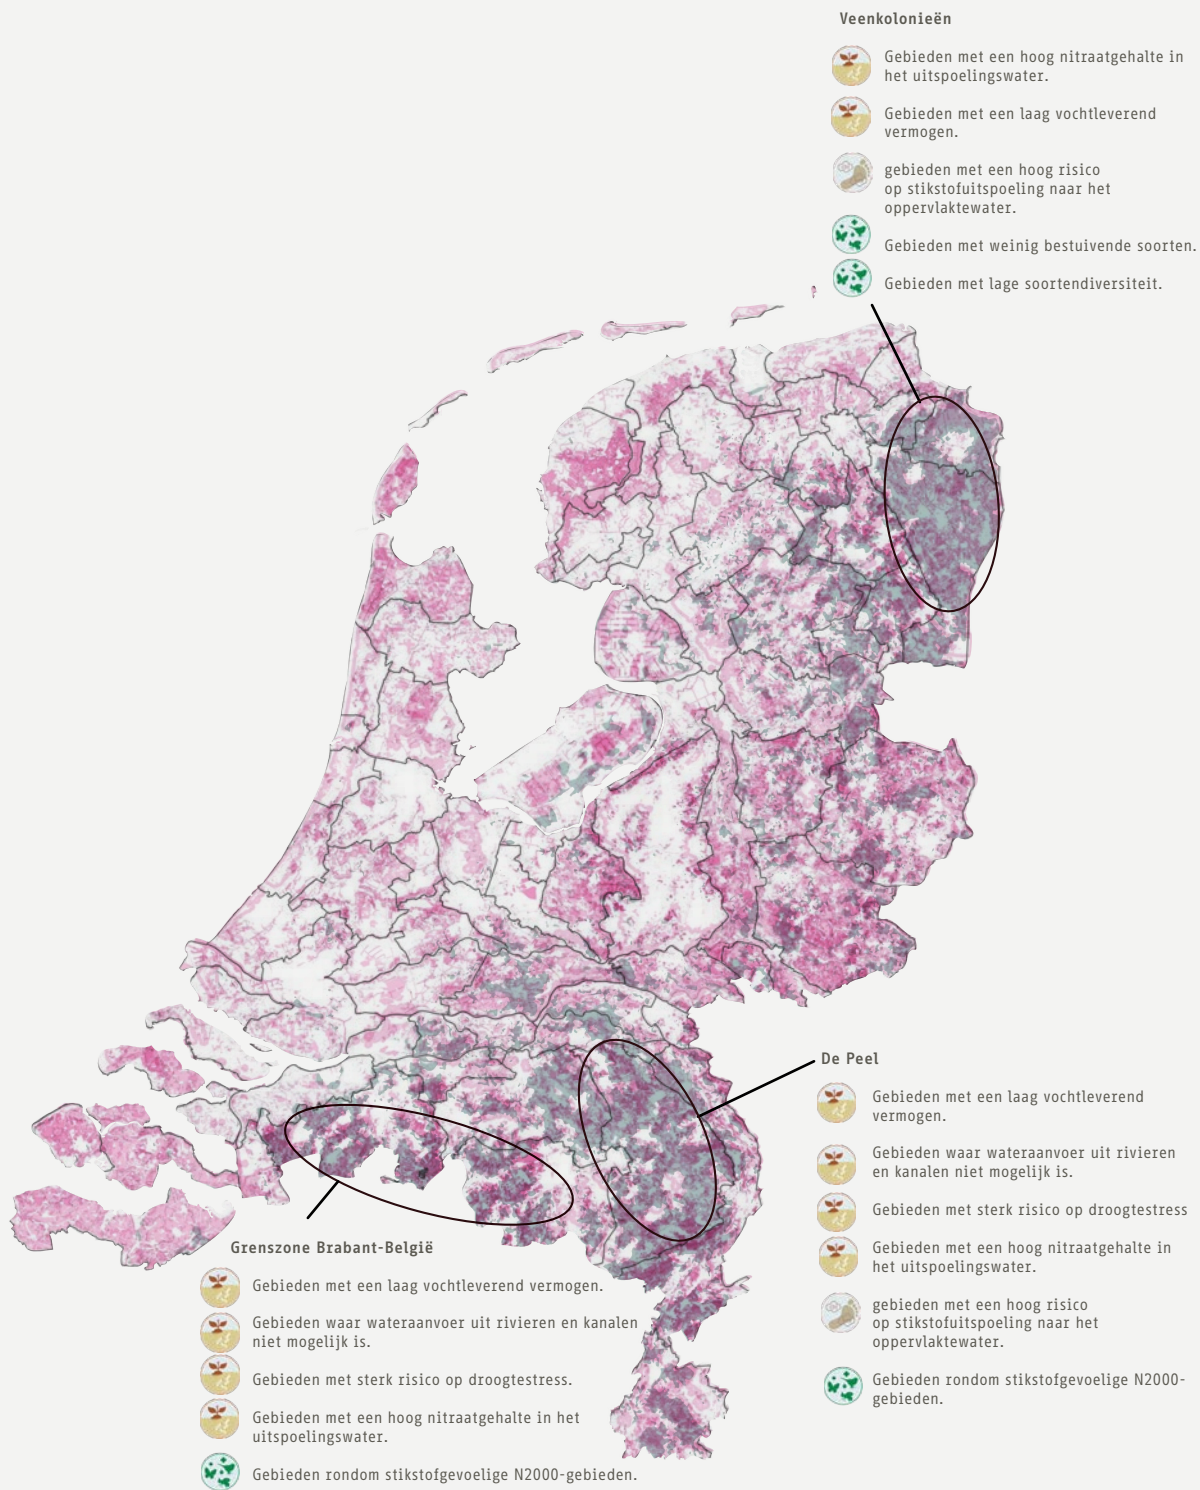 Veenkolonieën
Gebieden met een hoog nitraatgehalte in
het uitspoelingswater.
Gebieden met een laag vochtleverend
vermogen.
gebieden met een hoog risico
op stikstofuitspoeling naar het
oppervlaktewater.
Gebieden met weinig bestuivende soorten.
Gebieden met lage soortendiversiteit.
De Peel
Gebieden met een laag vochtleverend
vermogen.
Gebieden waar wateraanvoer uit rivieren
en kanalen niet mogelijk is.
Gebieden met sterk risico op droogtestress
Gebieden met een hoog nitraatgehalte in
het uitspoelingswater.
gebieden met een hoog risico
op stikstofuitspoeling naar het
oppervlaktewater.
Gebieden rondom stikstofgevoelige N2000-
gebieden.
Grenszone Brabant-België
Gebieden met een laag vochtleverend vermogen.
Gebieden waar wateraanvoer uit rivieren en kanalen
niet mogelijk is.
Gebieden met sterk risico op droogtestress.
Gebieden met een hoog nitraatgehalte in het
uitspoelingswater.
Gebieden rondom stikstofgevoelige N2000-gebieden.